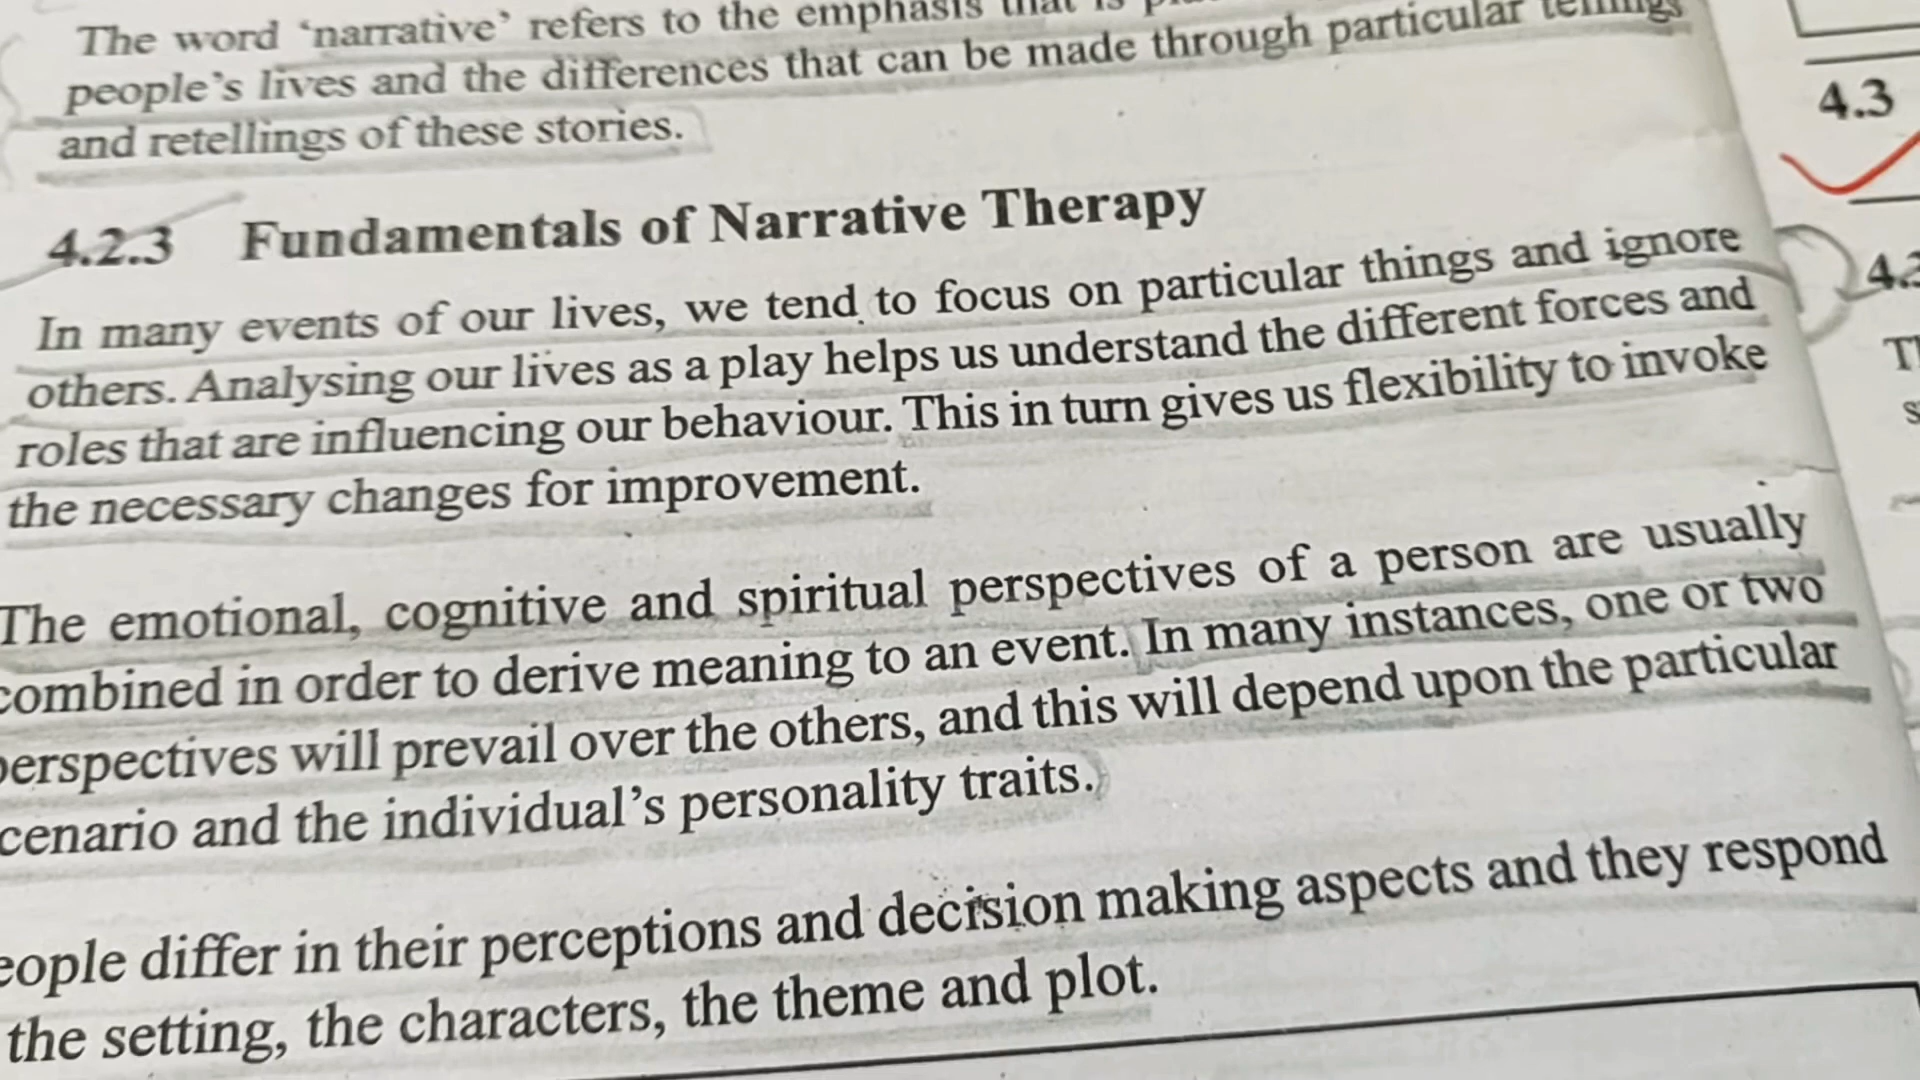 The word ‘narrative’ refers to the emphasis that is
people’s lives and the differences that can be made through particular tellings
and retellings of these stories.
4.2.3 Fundamentals of Narrative Therapy
In many events of our lives, we tend to focus on particular things and ignore
others. Analysing our lives as a play helps us understand the different forces and
roles that are influencing our behaviour. This in turn gives us flexibility to invoke
the necessary changes for improvement.
The emotional, cognitive and spiritual perspectives of a person are usually
combined in order to derive meaning to an event. In many instances, one or two
perspectives will prevail over the others, and this will depend upon the particular
cenario and the individual’s personality traits.
eople differ in their perceptions and decision making aspects and they respond
the setting, the characters, the theme and plot.
4.3